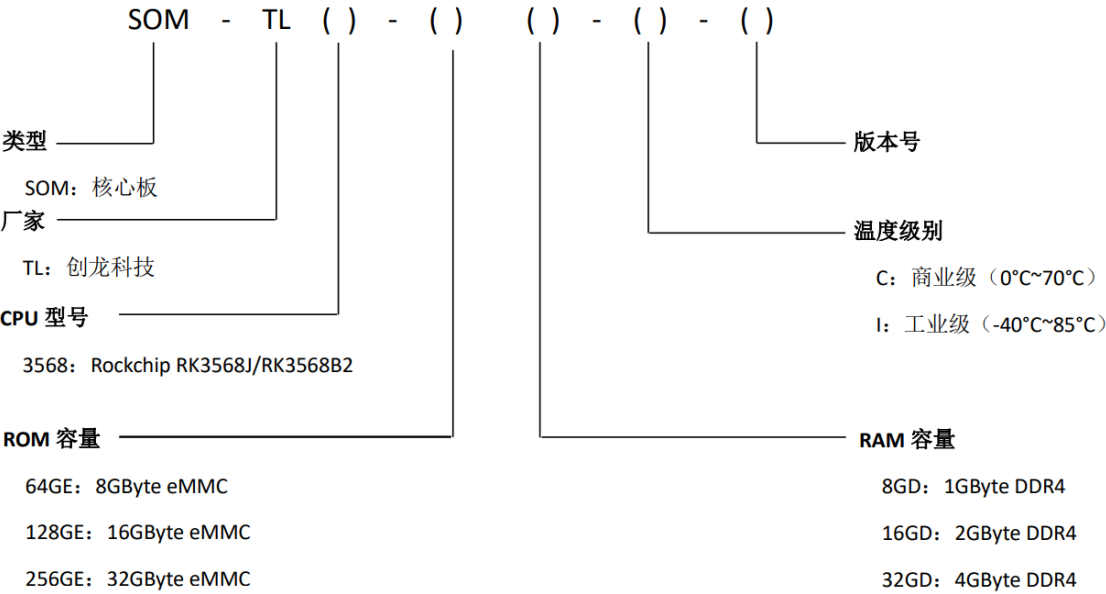 SOM - TL ( ) - ( ) ( ) - ( ) - ( )
类型
SOM：核心板
厂家
TL：创龙科技
CPU 型号
3568：Rockchip RK3568J/RK3568B2
ROM 容量
64GE：8GByte eMMC
128GE：16GByte eMMC
256GE：32GByte eMMC
版本号
温度级别
C：商业级（0°C~70°C）
I：工业级（-40°C~85°C）
RAM 容量
8GD：1GByte DDR4
16GD：2GByte DDR4
32GD：4GByte DDR4